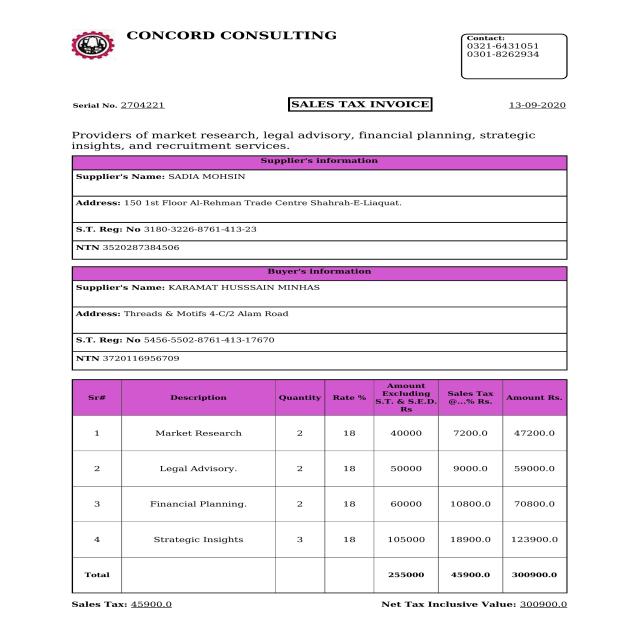 CONCORD CONSULTING
Contact:
0321-6431051
0301-8262934
Serial No. 2704221
SALES TAX INVOICE
13-09-2020
Providers of market research, legal advisory, financial planning, strategic
insights, and recruitment services.
Supplier's information
Supplier's Name: SADIA MOHSIN
Address: 150 1st Floor Al-Rehman Trade Centre Shahrah-E-Liaquat.
S.T. Reg: No 3180-3226-8761-413-23
NTN 3520287384506
Buyer's information
Supplier's Name: KARAMAT HUSSSAIN MINHAS
Address: Threads & Motifs 4-C/2 Alam Road
S.T. Reg: No 5456-5502-8761-413-17670
NTN 3720116956709
Sr# Description Quantity Rate % Amount Excluding S.T. & S.E.D. Rs Sales Tax @...% Rs. Amount Rs.
1 Market Research 2 18 40000 7200.0 47200.0
2 Legal Advisory. 2 18 50000 9000.0 59000.0
3 Financial Planning. 2 18 60000 10800.0 70800.0
4 Strategic Insights 3 18 105000 18900.0 123900.0
Total 255000 45900.0 300900.0
Sales Tax: 45900.0
Net Tax Inclusive Value: 300900.0